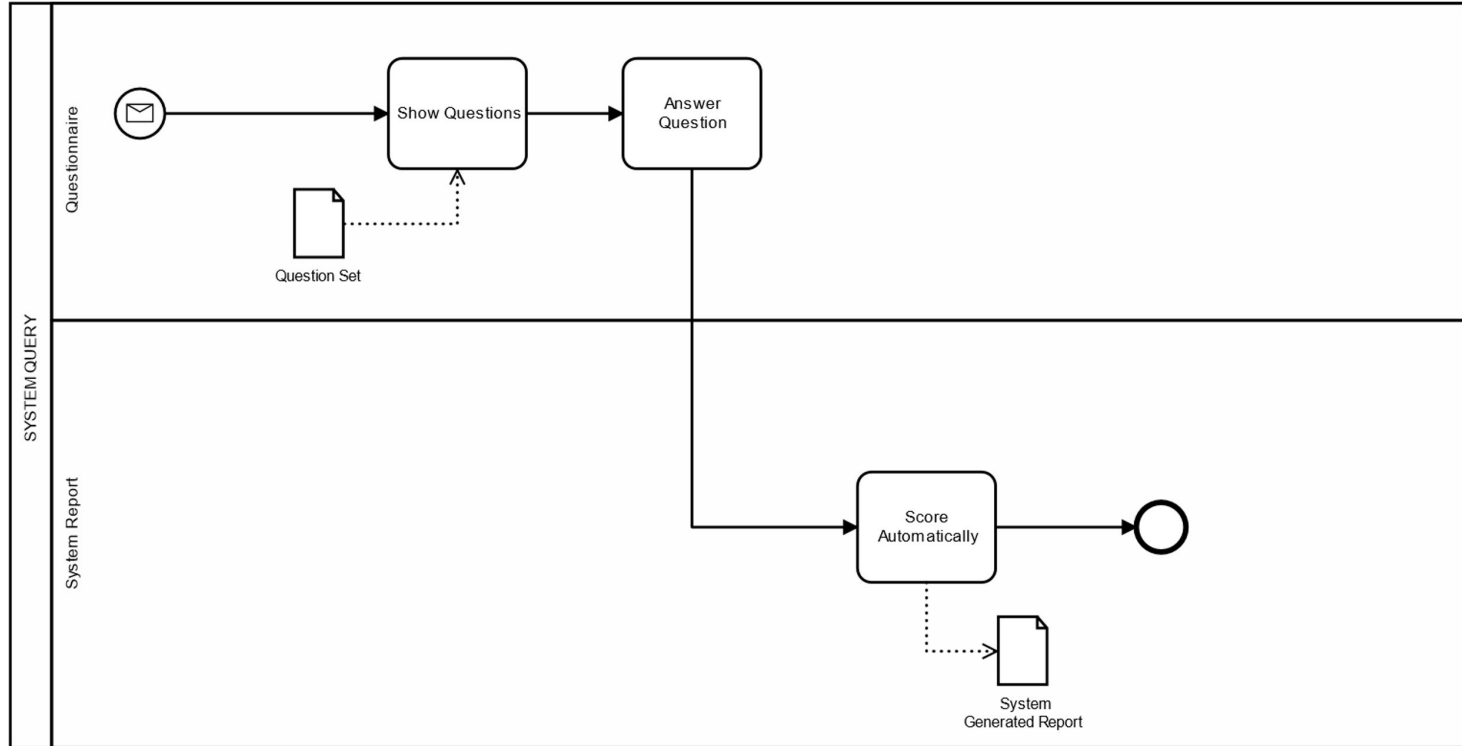 SYSTEM QUERY
Questionnaire
Show Questions
Answer
Question
Question Set
System Report
Score
Automatically
System
Generated Report